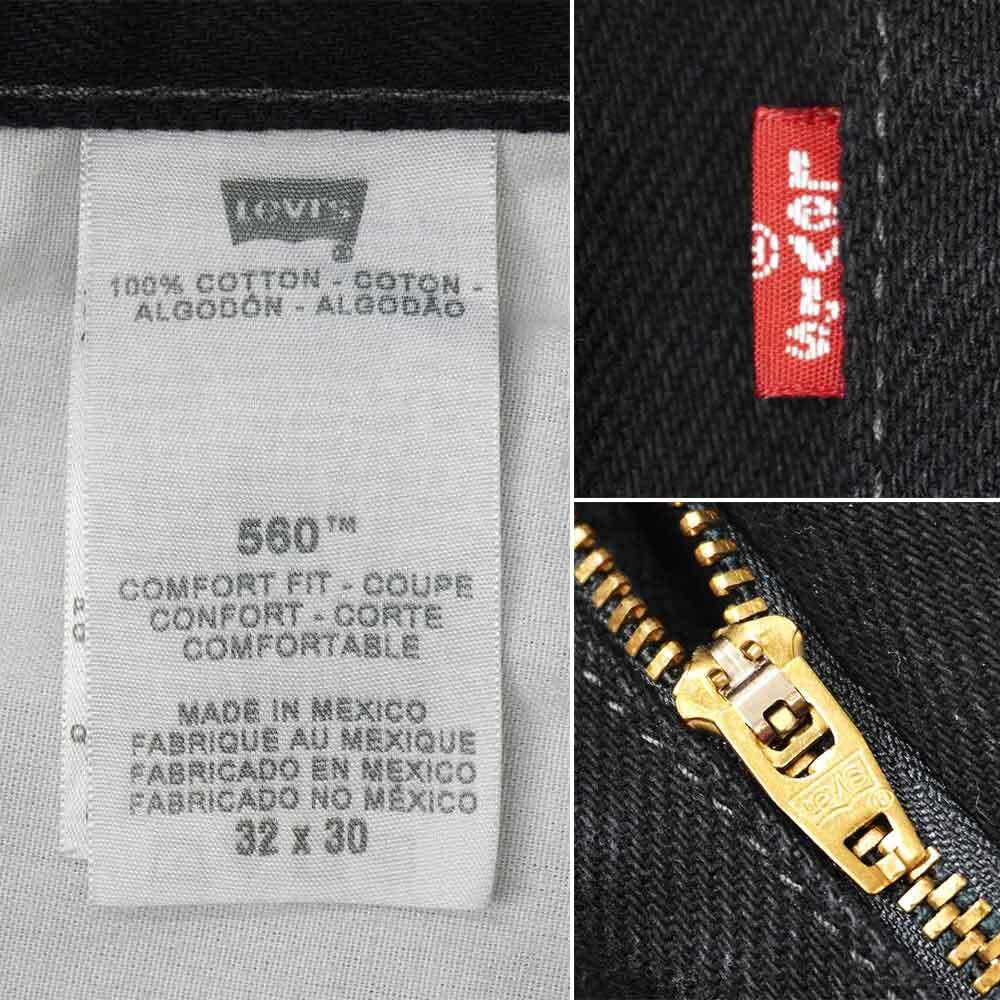 Levi's
®
100% COTTON - COTON -
ALGODÓN - ALGODÃO
560™
COMFORT FIT - COUPE
CONFORT - CORTE
COMFORTABLE
MADE IN MEXICO
FABRIQUE AU MEXIQUE
FABRICADO EN MEXICO
FABRICADO NO MÉXICO
32 x 30
Levi's
®
Levi's
®